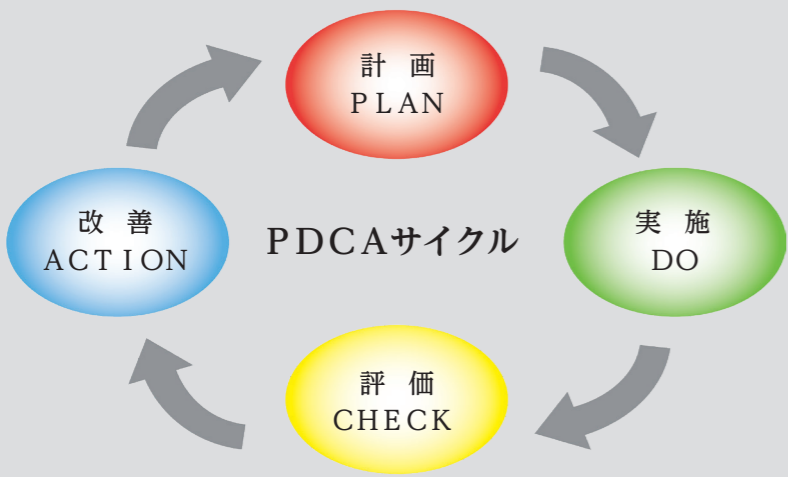 計画
PLAN
実施
DO
評価
CHECK
改善
ACTION
PDCAサイクル